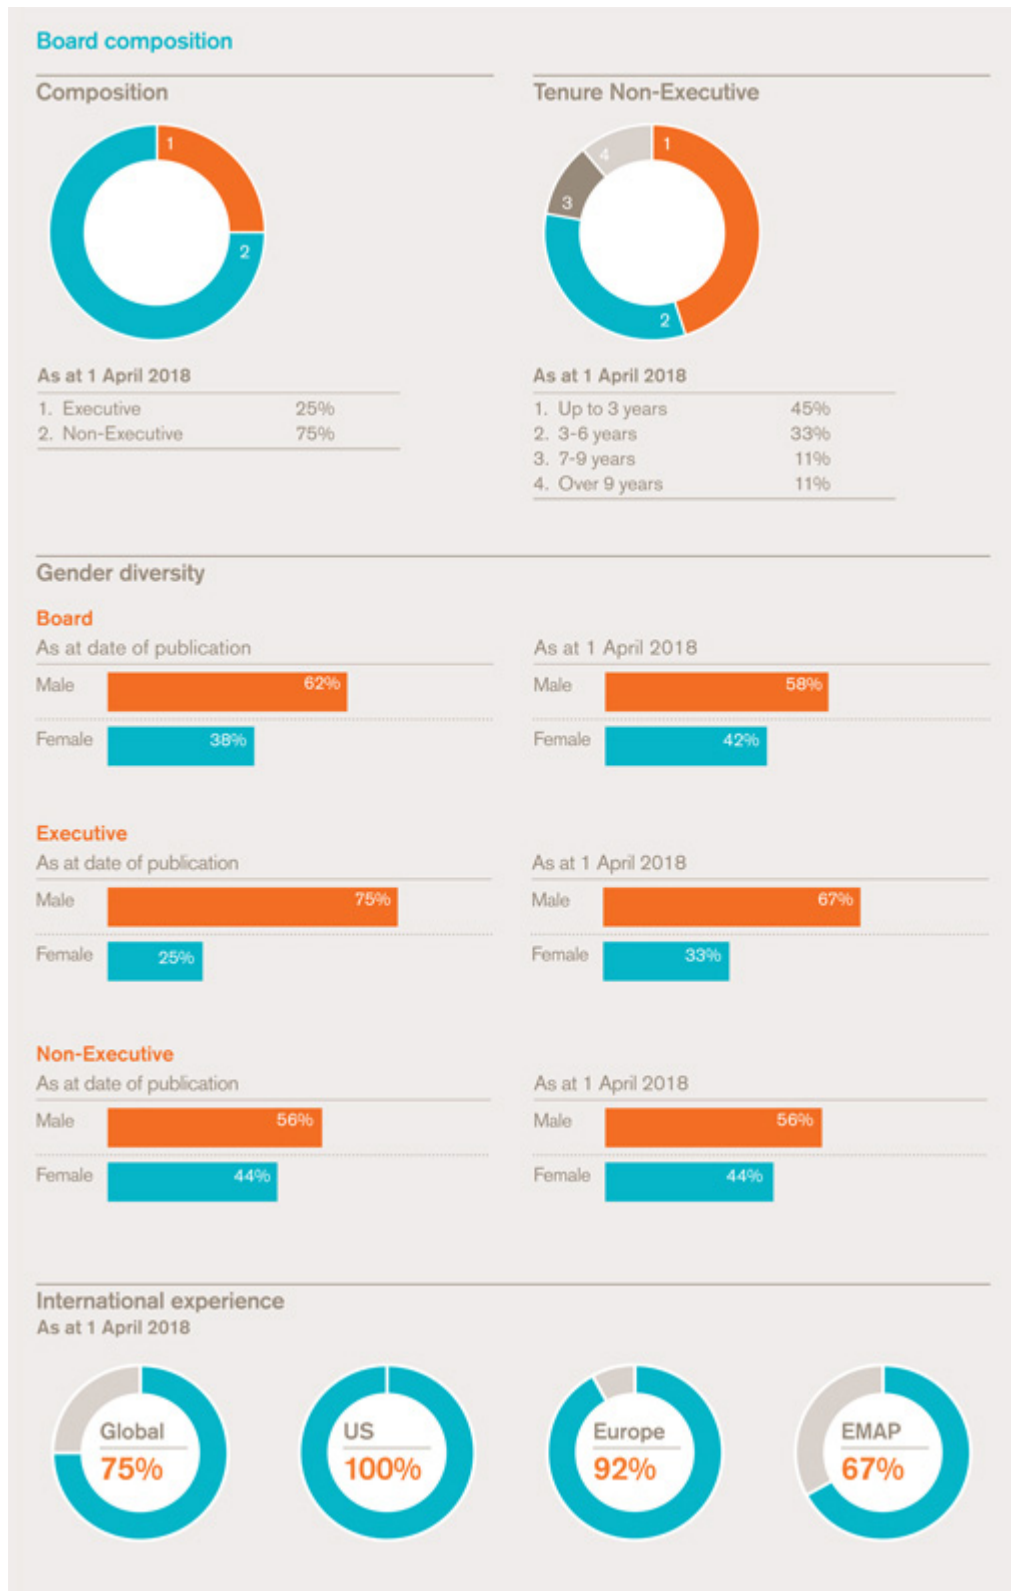 Board composition
Composition
1
2
As at 1 April 2018
1. Executive 25%
2. Non-Executive 75%
Tenure Non-Executive
1
2
3
4
As at 1 April 2018
1. Up to 3 years 45%
2. 3-6 years 33%
3. 7-9 years 11%
4. Over 9 years 11%
Gender diversity
Board
As at date of publication
Male 62%
Female 38%
As at 1 April 2018
Male 58%
Female 42%
Executive
As at date of publication
Male 75%
Female 25%
As at 1 April 2018
Male 67%
Female 33%
Non-Executive
As at date of publication
Male 56%
Female 44%
As at 1 April 2018
Male 56%
Female 44%
International experience
As at 1 April 2018
Global
75%
US
100%
Europe
92%
EMAP
67%